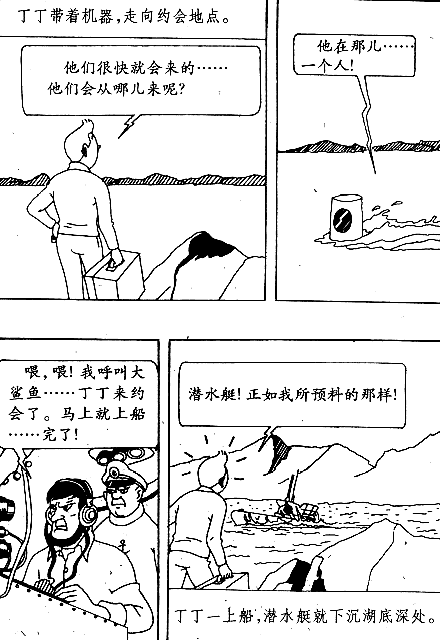 丁丁带着机器,走向约会地点。
他们很快就会来的……
他们会从哪儿来呢?
他在那儿……
一个人!
喂,喂!我呼叫大
鲨鱼……丁丁来约
会了。马上就上船
……完了!
潜水艇!正如我所预料的那样!
丁丁一上船,潜水艇就下沉湖底深处。